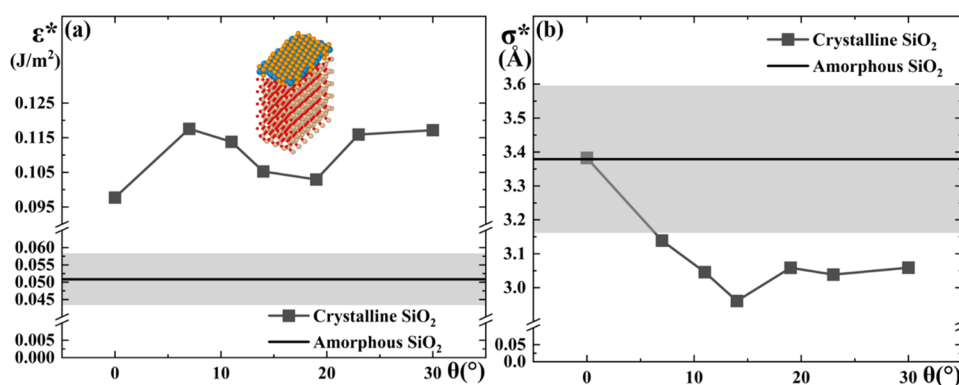 ε* (a)
(J/m²)
0.125
0.115
0.105
0.095
0.060
0.055
0.050
0.045
0.005
0.000
Crystalline SiO₂
Amorphous SiO₂
0 10 20 30 θ(°)
σ* (b)
(Å)
Crystalline SiO₂
Amorphous SiO₂
3.6
3.5
3.4
3.3
3.2
3.1
3.0
0.05
0.0
0 10 20 30 θ(°)